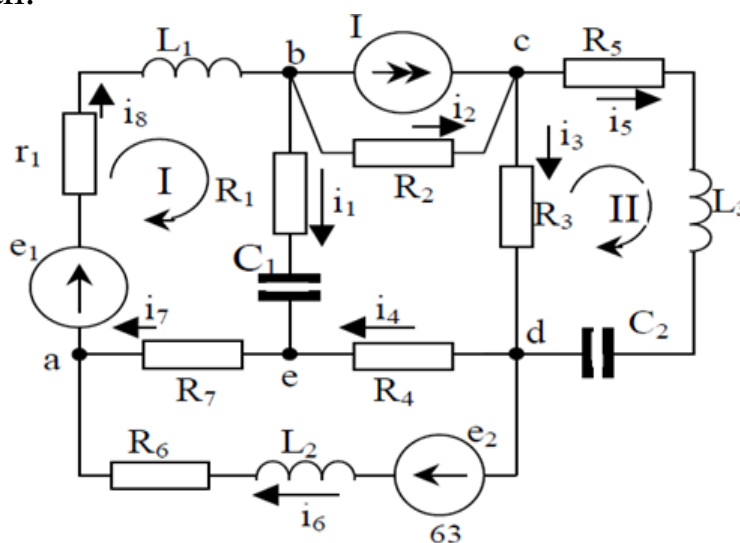 L₁ b I c R₅
i₈ i₂ i₃ i₅
r₁ I R₁ i₁ R₂ R₃ II
e₁ C₁ C₂
i₇ i₄ d
a R₇ e R₄
R₆ L₂ e₂
i₆ 63